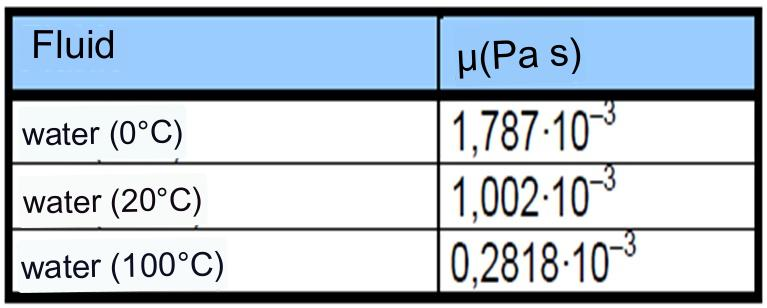 Fluid μ(Pa s)
water (0°C) 1,787·10⁻³
water (20°C) 1,002·10⁻³
water (100°C) 0,2818·10⁻³